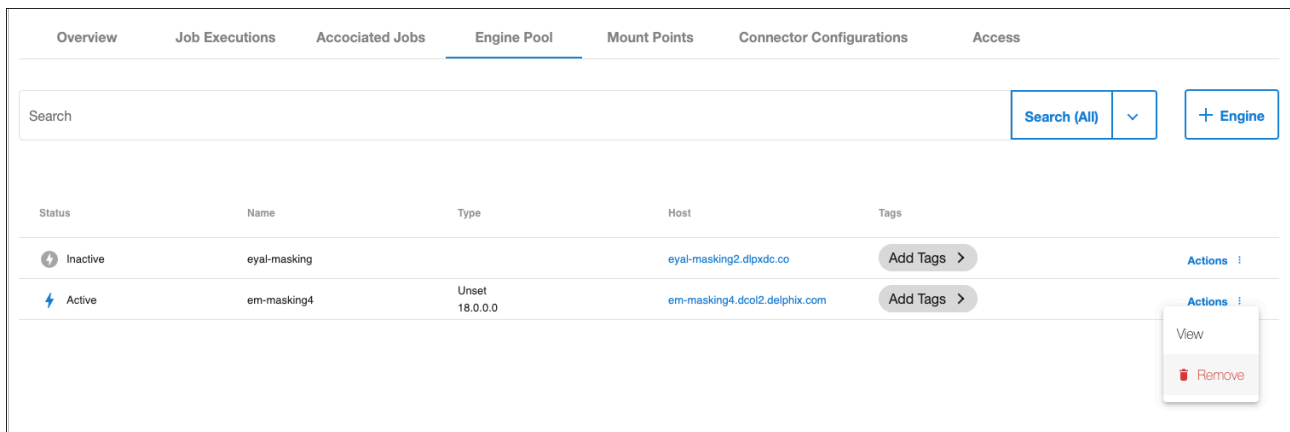 Overview Job Executions Accociated Jobs Engine Pool Mount Points Connector Configurations Access
Search Search (All) + Engine
Status Name Type Host Tags
Inactive eyal-masking eyal-masking2.dlpxdc.co Add Tags > Actions
Active em-masking4 Unset em-masking4.dcol2.delphix.com Add Tags > Actions
18.0.0.0
View
Remove